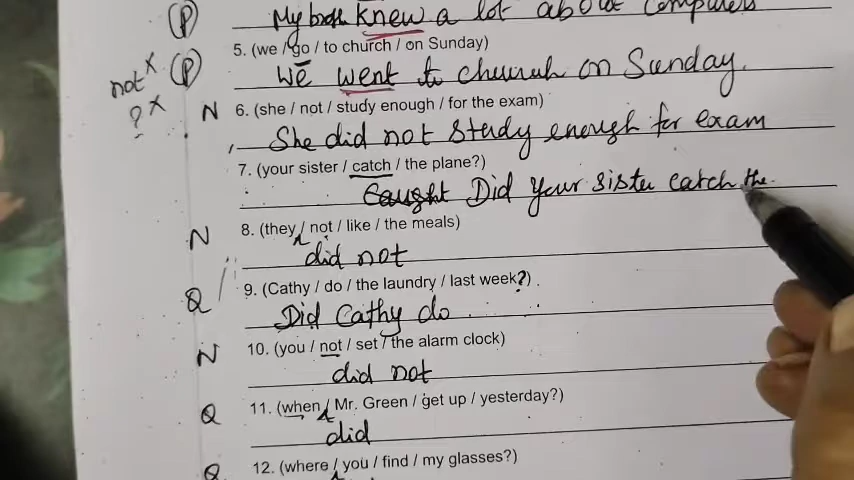 (P) My broth knew a lot about computers
5. (we / go / to church / on Sunday)
not x (P) We went to church on Sunday.
? x
N 6. (she / not / study enough / for the exam)
She did not study enough for exam
7. (your sister / catch / the plane?)
Caught Did your sister catch the
N 8. (they / not / like / the meals)
did not
Q 9. (Cathy / do / the laundry / last week?)
Did Cathy do
N 10. (you / not / set / the alarm clock)
did not
Q 11. (when / Mr. Green / get up / yesterday?)
did
Q 12. (where / you / find / my glasses?)